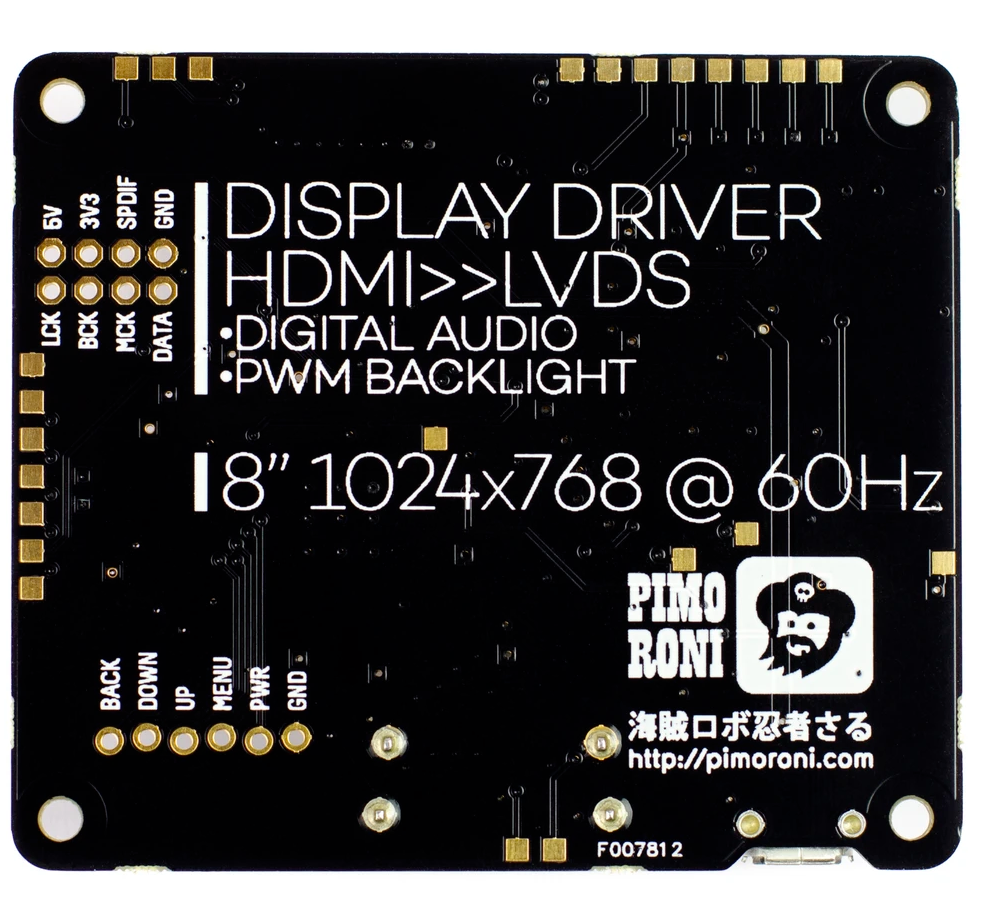 5V 3V3 SPDIF GND
LCK BCK MCK DATA
DISPLAY DRIVER
HDMI>>LVDS
:DIGITAL AUDIO
:PWM BACKLIGHT
8” 1024x768 @ 60Hz
PIMO
RONI
BACK DOWN UP MENU PWR GND
海賊ロボ忍者さる
http://pimoroni.com
F007812